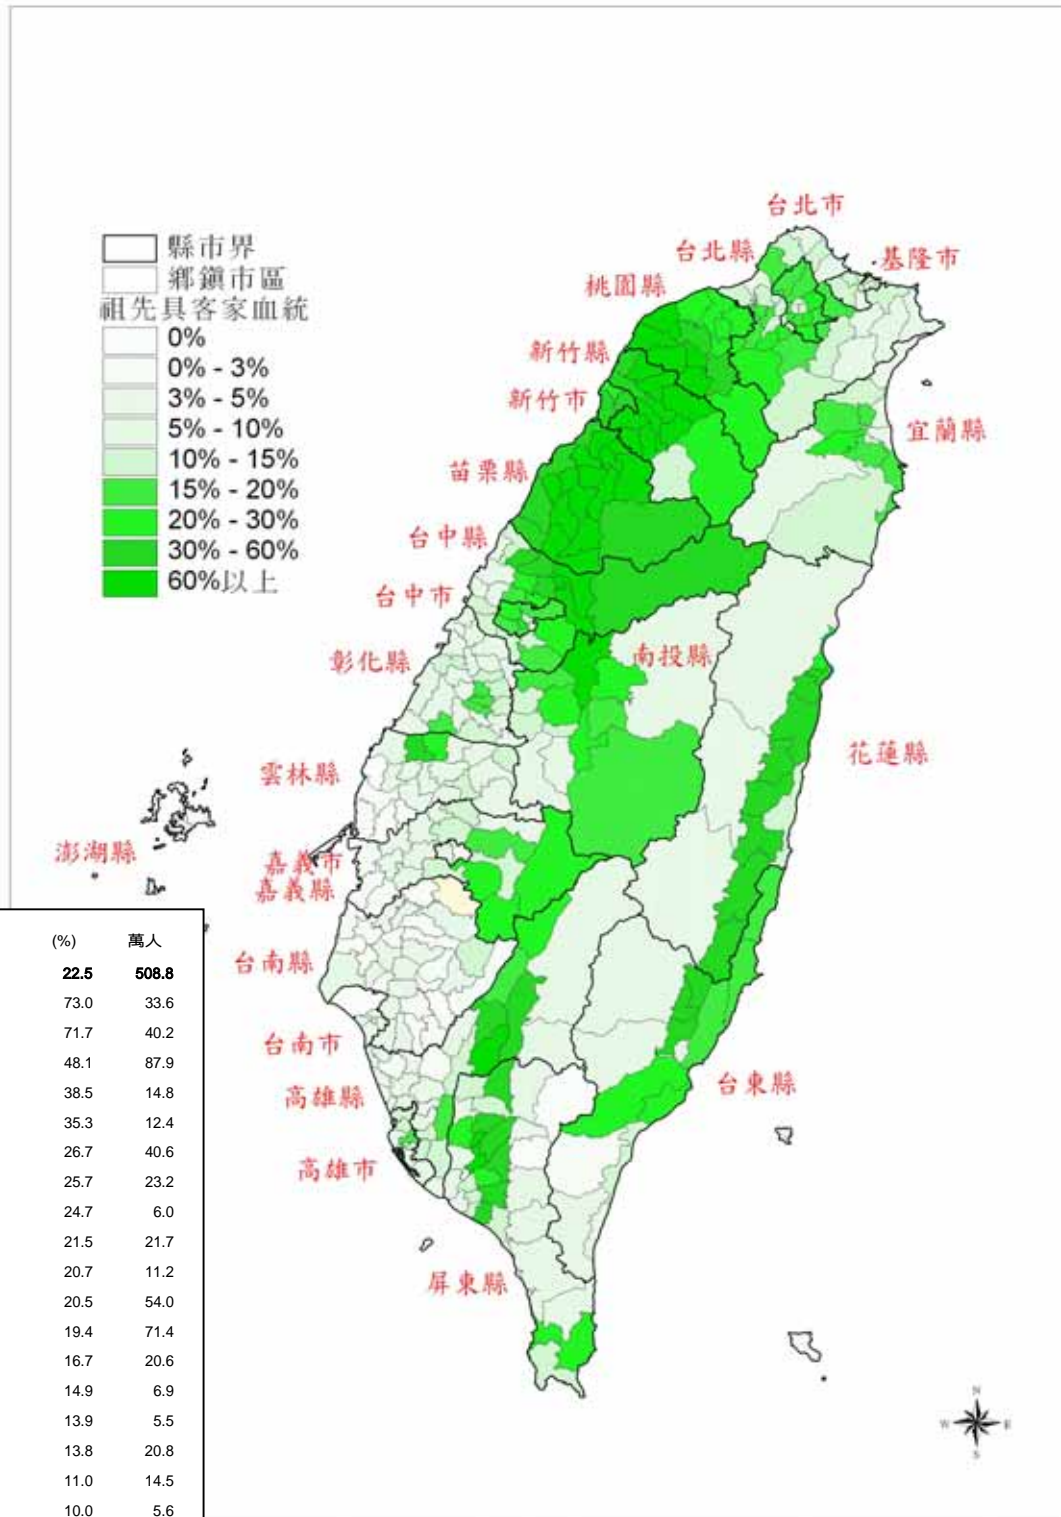 台北市
台北縣
基隆市
桃園縣
新竹縣
新竹市
宜蘭縣
苗栗縣
台中縣
台中市
彰化縣
南投縣
花蓮縣
雲林縣
澎湖縣
嘉義市
嘉義縣
台南縣
台南市
台東縣
高雄縣
高雄市
屏東縣
縣市界
鄉鎮市區
祖先具客家血統
0%
0% - 3%
3% - 5%
5% - 10%
10% - 15%
15% - 20%
20% - 30%
30% - 60%
60%以上
(%) 萬人
22.5 508.8
73.0 33.6
71.7 40.2
48.1 87.9
38.5 14.8
35.3 12.4
26.7 40.6
25.7 23.2
24.7 6.0
21.5 21.7
20.7 11.2
20.5 54.0
19.4 71.4
16.7 20.6
14.9 6.9
13.9 5.5
13.8 20.8
11.0 14.5
10.0 5.6
N
W E
S